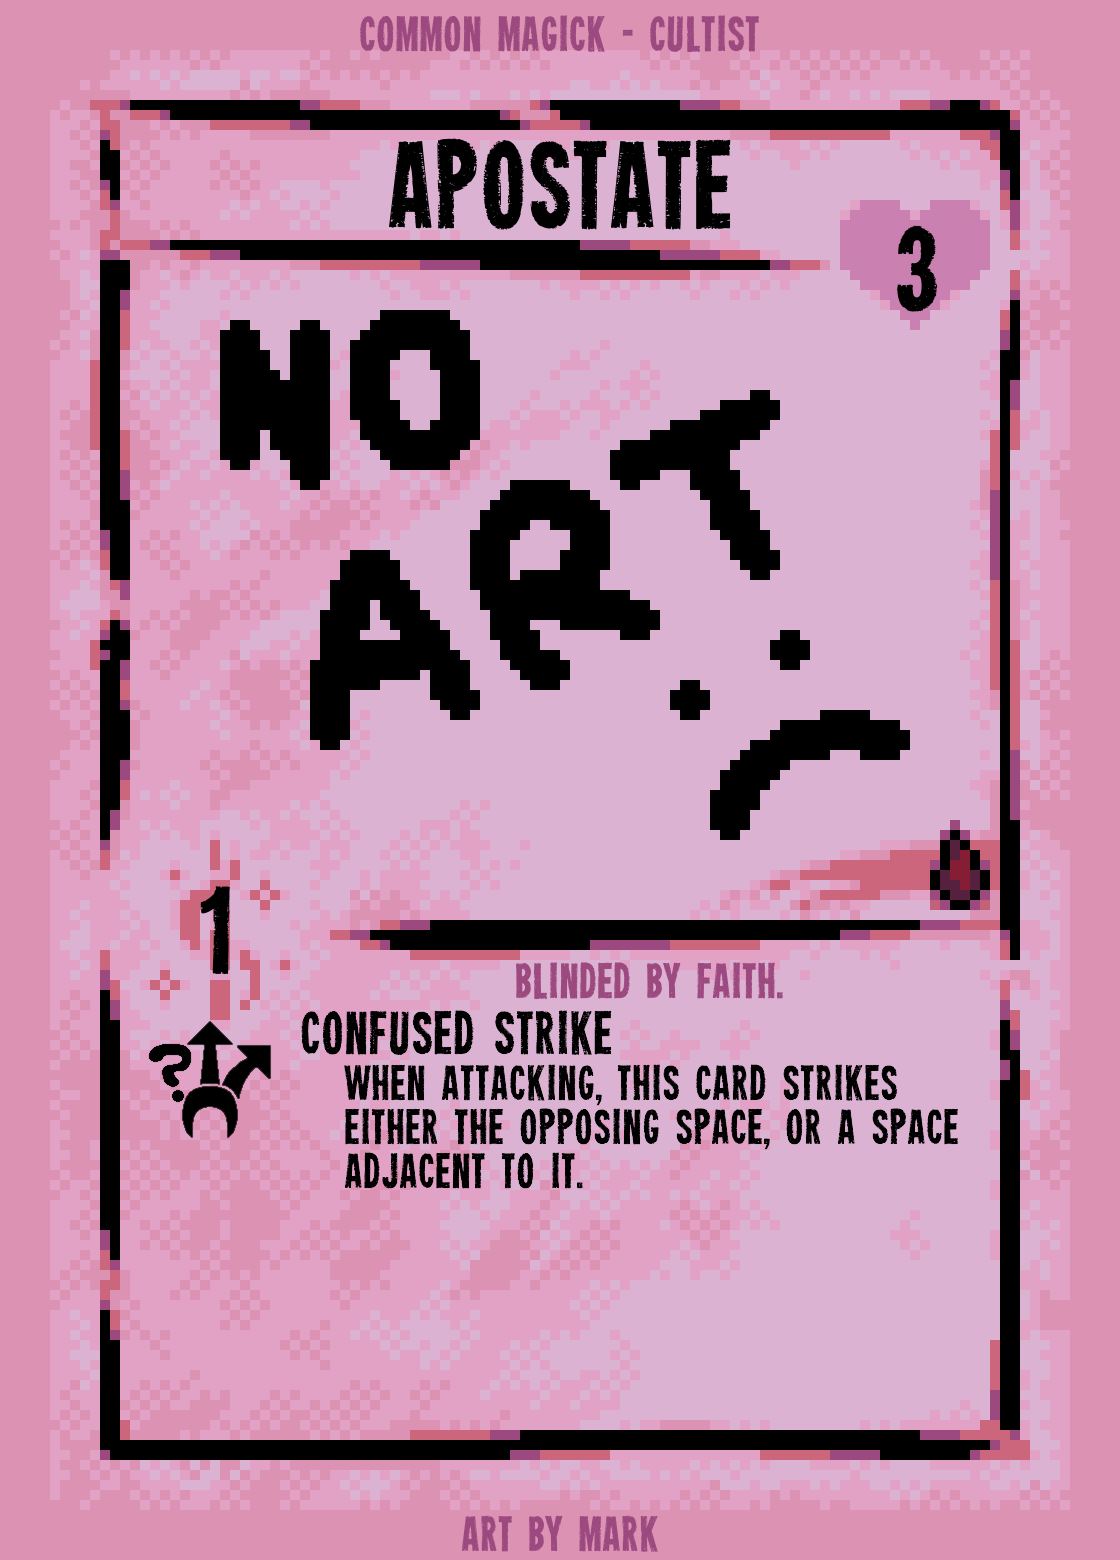 COMMON MAGICK - CULTIST
APOSTATE
3
NO
ART
:(
1
BLINDED BY FAITH.
?
CONFUSED STRIKE
WHEN ATTACKING, THIS CARD STRIKES
EITHER THE OPPOSING SPACE, OR A SPACE
ADJACENT TO IT.
ART BY MARK